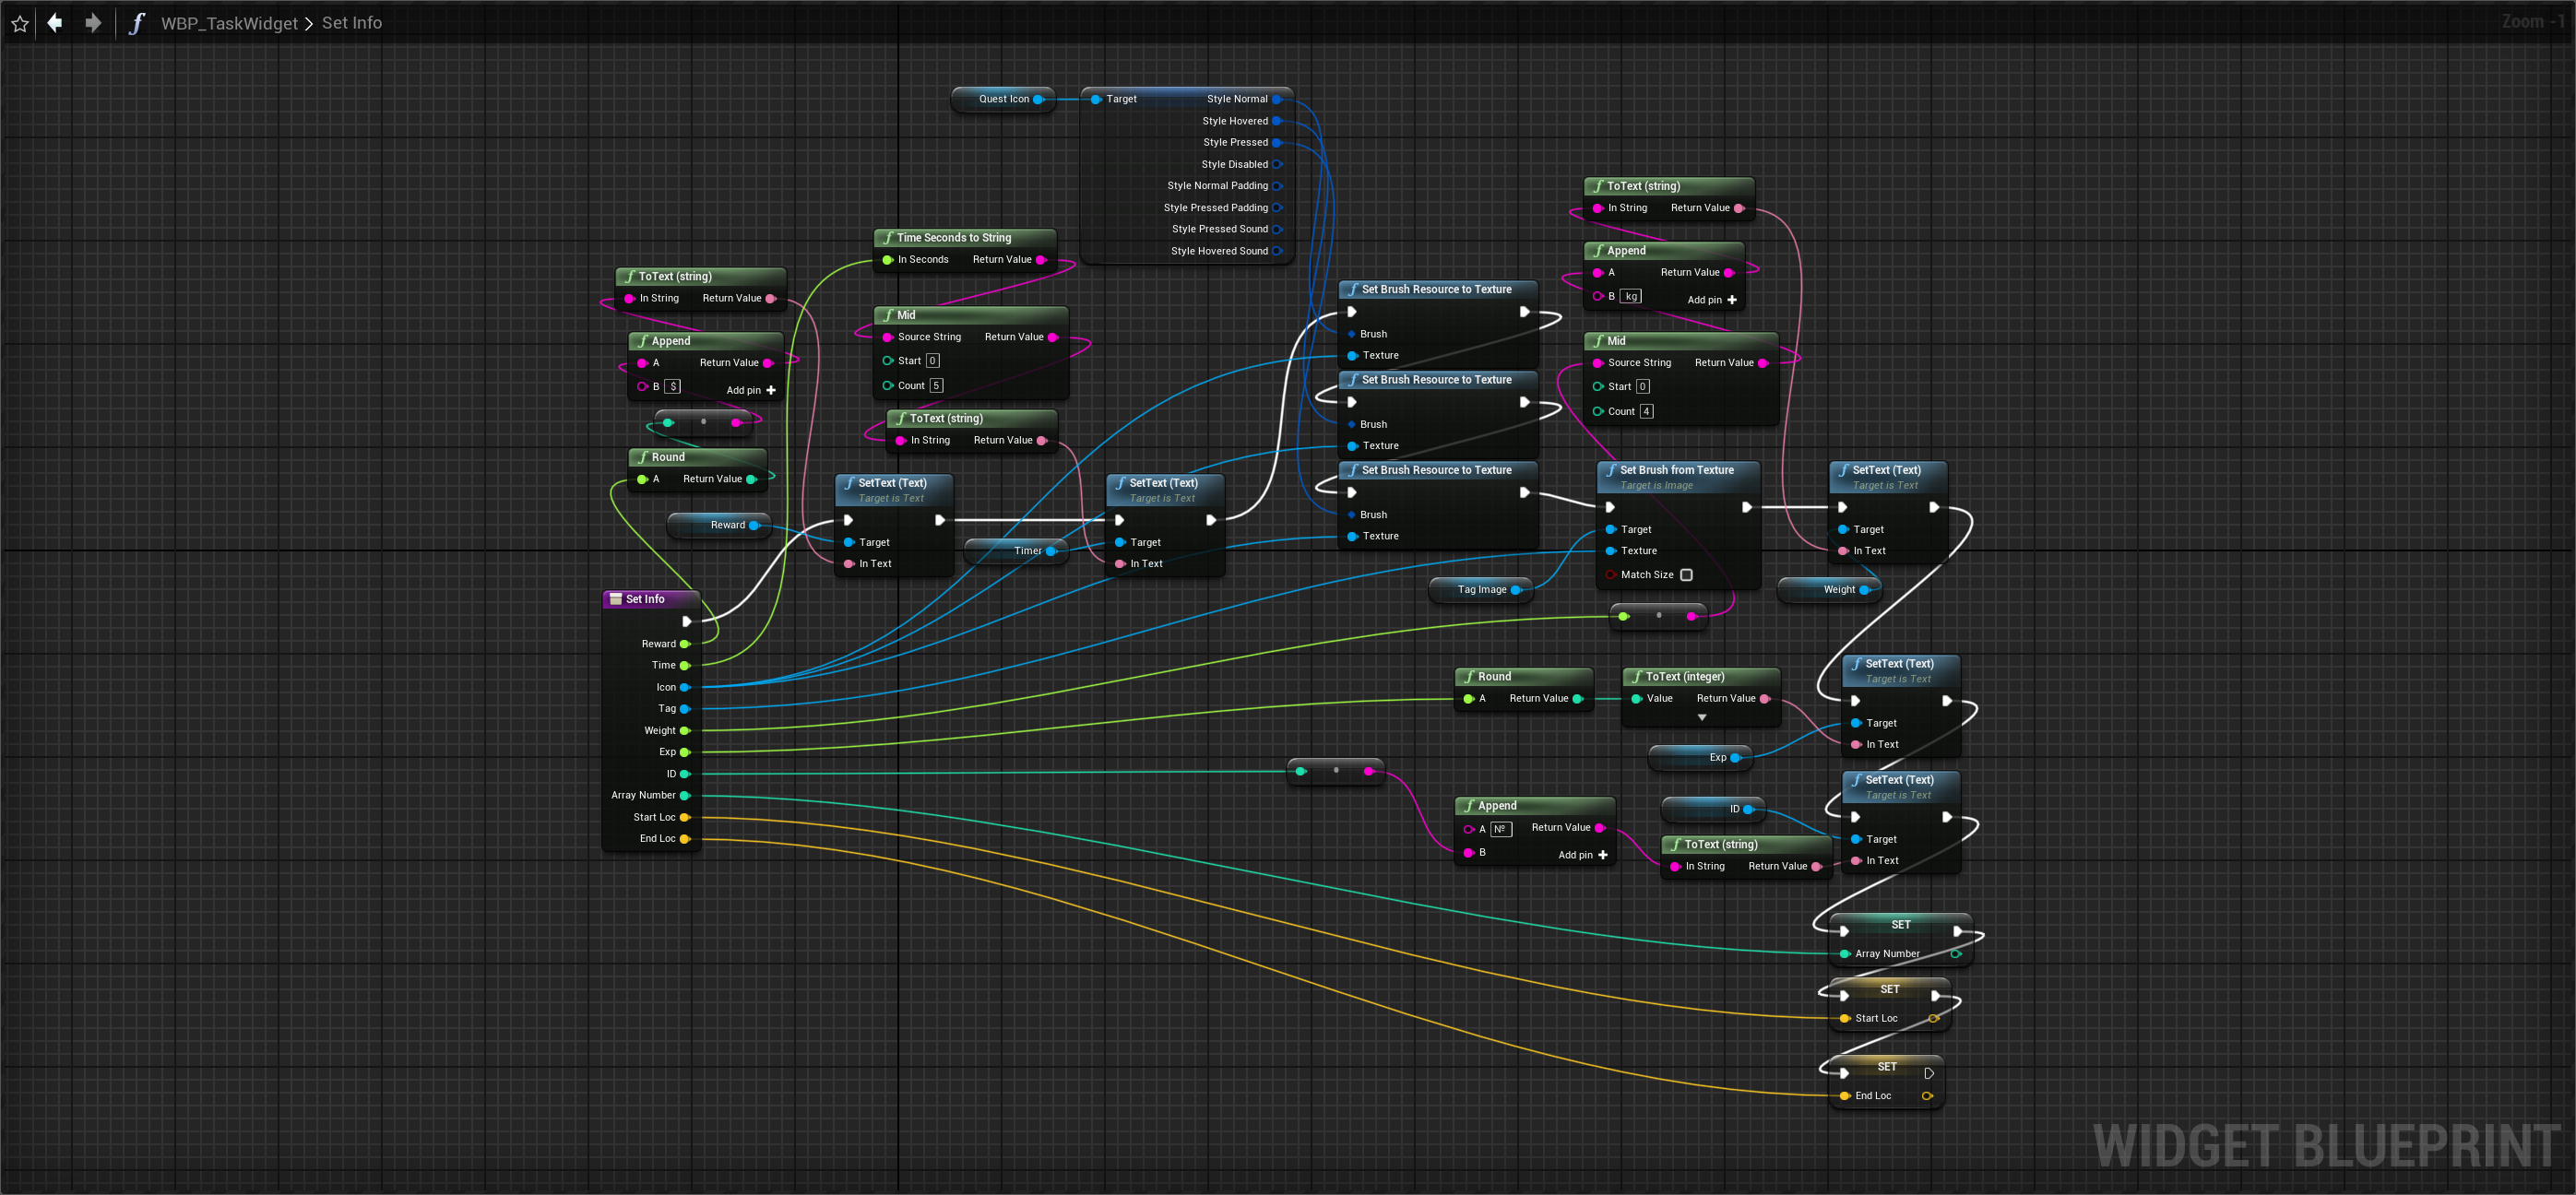 WBP_TaskWidget > Set Info
Zoom -1
Quest Icon
Target
Style Normal
Style Hovered
Style Pressed
Style Disabled
Style Normal Padding
Style Pressed Padding
Style Pressed Sound
Style Hovered Sound
ToText (string)
In String Return Value
Append
A Return Value
B $ Add pin
Round
A Return Value
Reward
Time Seconds to String
In Seconds Return Value
Mid
Source String Return Value
Start 0
Count 5
ToText (string)
In String Return Value
SetText (Text)
Target is Text
Target
In Text
Timer
SetText (Text)
Target is Text
Target
In Text
Set Brush Resource to Texture
Brush
Texture
Set Brush Resource to Texture
Brush
Texture
Set Brush Resource to Texture
Brush
Texture
ToText (string)
In String Return Value
Append
A Return Value
B kg Add pin
Mid
Source String Return Value
Start 0
Count 4
Set Brush from Texture
Target is Image
Target
Texture
Match Size
Tag Image
SetText (Text)
Target is Text
Target
In Text
Weight
Set Info
Reward
Time
Icon
Tag
Weight
Exp
ID
Array Number
Start Loc
End Loc
Round
A Return Value
ToText (integer)
Value Return Value
Exp
SetText (Text)
Target is Text
Target
In Text
Append
A № Return Value
B Add pin
ID
ToText (string)
In String Return Value
SetText (Text)
Target is Text
Target
In Text
SET
Array Number
SET
Start Loc
SET
End Loc
WIDGET BLUEPRINT